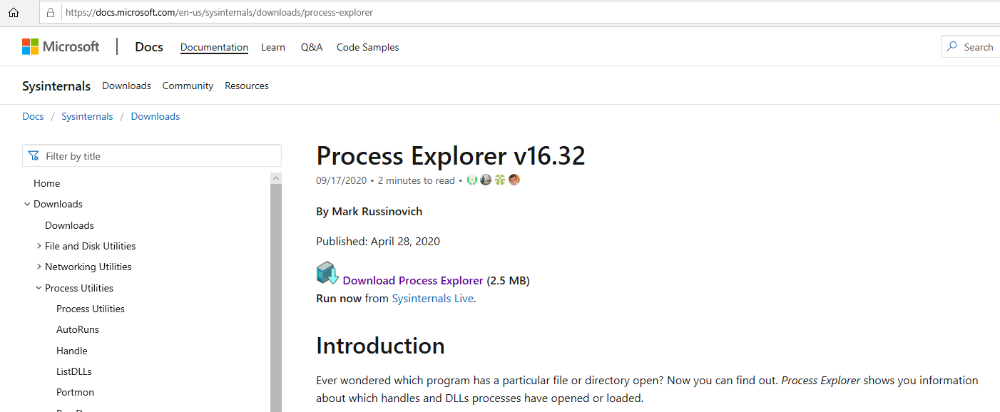 https://docs.microsoft.com/en-us/sysinternals/downloads/process-explorer
Microsoft Docs Documentation Learn Q&A Code Samples Search
Sysinternals Downloads Community Resources
Docs / Sysinternals / Downloads
Filter by title
Home
Downloads
Downloads
File and Disk Utilities
Networking Utilities
Process Utilities
Process Utilities
AutoRuns
Handle
ListDLLs
Portmon
Process Explorer v16.32
09/17/2020 • 2 minutes to read •
By Mark Russinovich
Published: April 28, 2020
Download Process Explorer (2.5 MB)
Run now from Sysinternals Live.
Introduction
Ever wondered which program has a particular file or directory open? Now you can find out. Process Explorer shows you information
about which handles and DLLs processes have opened or loaded.